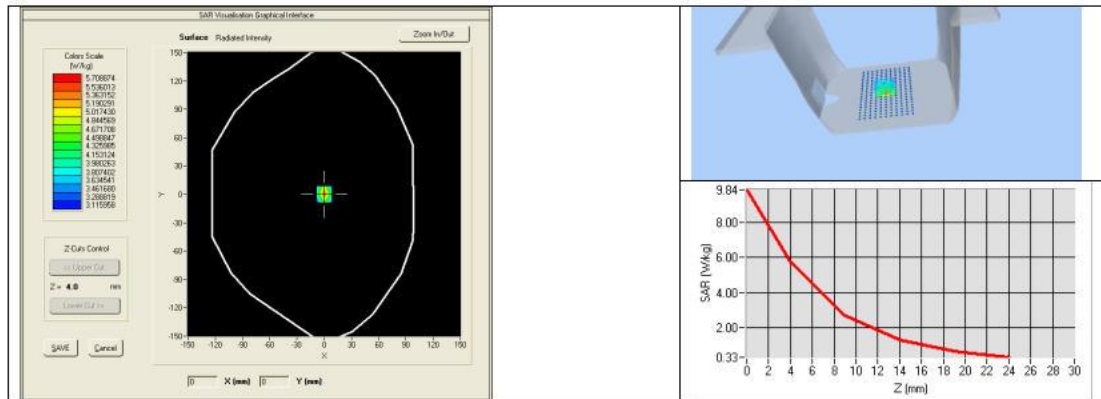 SAR Visualisation Graphical Interface
Surface Radiated Intensity
Zoom In/Out
Colors Scale
(W/kg)
5.708874
5.536013
5.363152
5.190291
5.017430
4.844569
4.671708
4.498847
4.325985
4.153124
3.980263
3.807402
3.634541
3.461680
3.288819
3.115958
Z-Cuts Control
<< Upper Cut
Z = 4.0 mm
Lower Cut >>
SAVE Cancel
150
120
90
60
30
0
-30
-60
-90
-120
-150
Y
-150 -120 -90 -60 -30 0 30 60 90 120 150
X
0 X (mm) 0 Y (mm)
9.84
8.00
6.00
4.00
2.00
0.33
SAR (W/kg)
0 2 4 6 8 10 12 14 16 18 20 22 24 26 28 30
Z (mm)